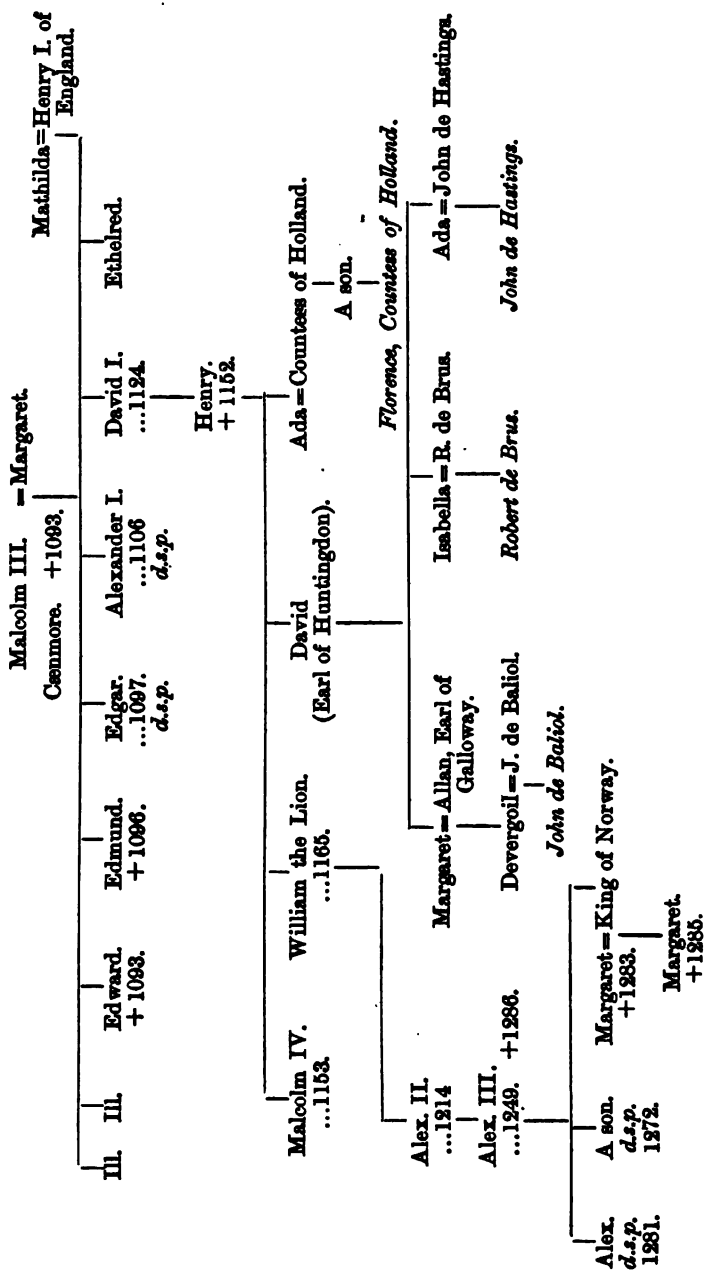 Malcolm III. = Margaret.
Cænmore. +1093.
Ill.
Ill.
Edward.
+ 1093.
Edmund.
+ 1096.
Edgar.
...1097.
d.s.p.
Alexander I.
...1106
d.s.p.
David I.
...1124.
Ethelred.
Mathilda=Henry I. of
England.
Henry.
+ 1152.
Malcolm IV.
...1153.
William the Lion.
...1165.
David
(Earl of Huntingdon).
Ada=Countess of Holland.
A son.
Florence, Countess of Holland.
Alex. II.
...1214
Alex. III.
...1249. +1286.
Margaret=Allan, Earl of
Galloway.
Devergoil=J. de Baliol.
John de Baliol.
Isabella=R. de Brus.
Robert de Brus.
Ada=John de Hastings.
John de Hastings.
Alex.
d.s.p.
1281.
A son.
d.s.p.
1272.
Margaret=King of Norway.
+1283.
Margaret.
+1285.